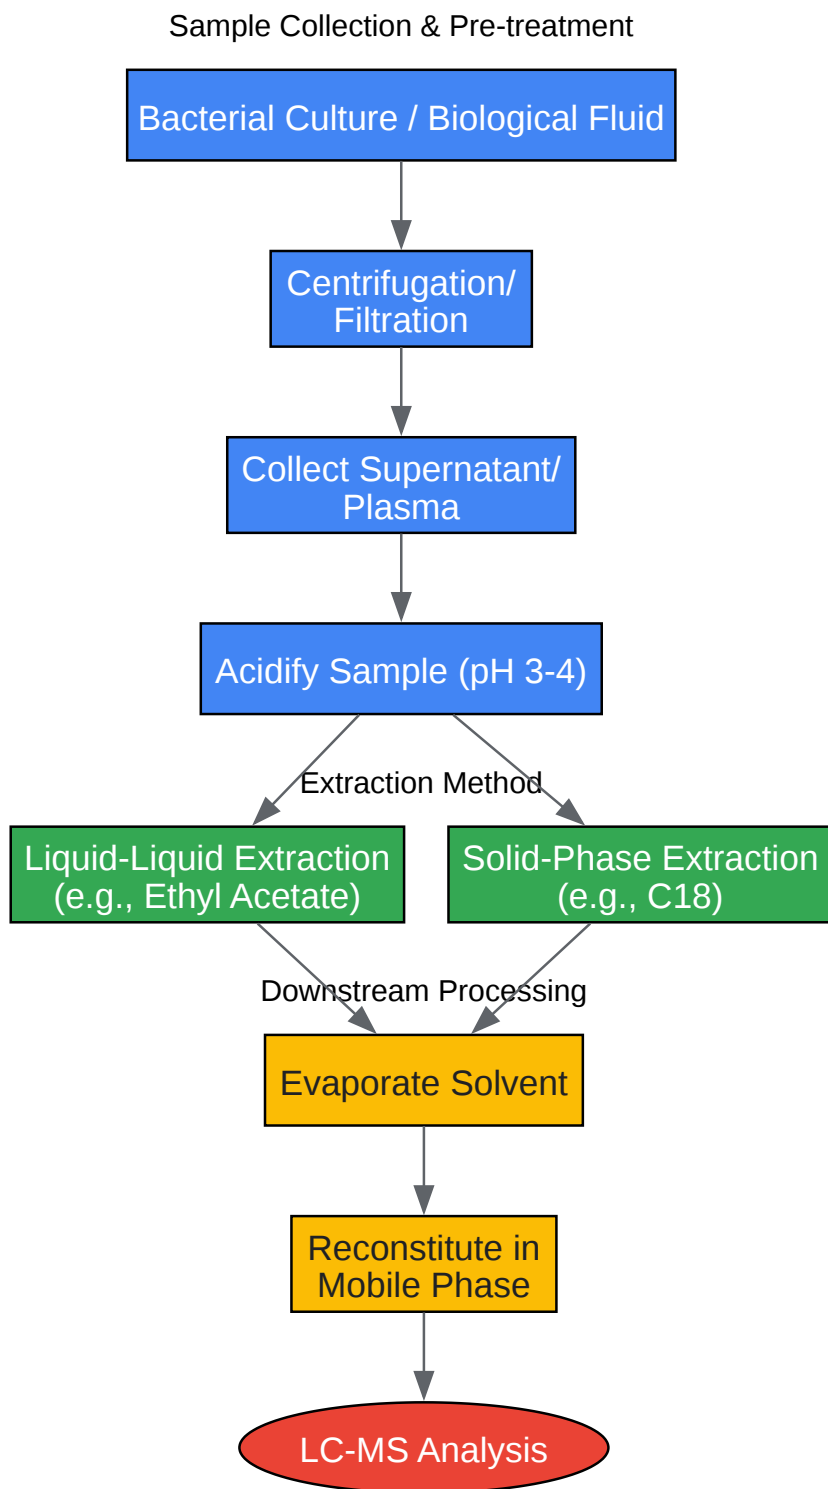 Sample Collection & Pre-treatment
Bacterial Culture / Biological Fluid
Centrifugation/
Filtration
Collect Supernatant/
Plasma
Acidify Sample (pH 3-4)
Extraction Method
Liquid-Liquid Extraction
(e.g., Ethyl Acetate)
Solid-Phase Extraction
(e.g., C18)
Downstream Processing
Evaporate Solvent
Reconstitute in
Mobile Phase
LC-MS Analysis